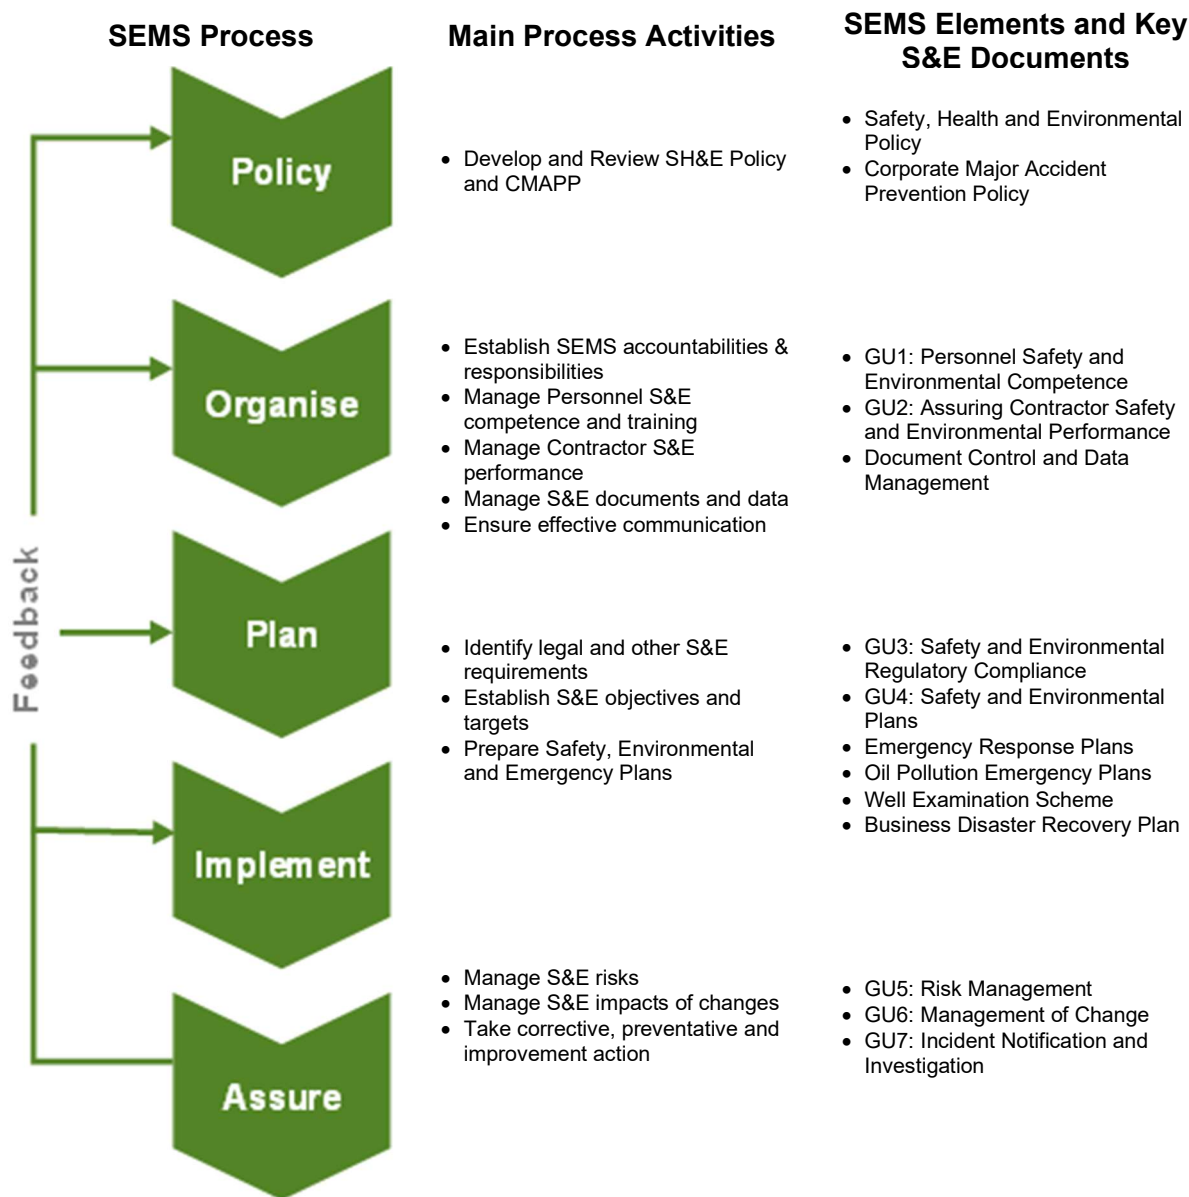 SEMS Process
Main Process Activities
SEMS Elements and Key
S&E Documents
Feedback
Policy
• Develop and Review SH&E Policy
and CMAPP
• Safety, Health and Environmental
Policy
• Corporate Major Accident
Prevention Policy
Organise
• Establish SEMS accountabilities &
responsibilities
• Manage Personnel S&E
competence and training
• Manage Contractor S&E
performance
• Manage S&E documents and data
• Ensure effective communication
• GU1: Personnel Safety and
Environmental Competence
• GU2: Assuring Contractor Safety
and Environmental Performance
• Document Control and Data
Management
Plan
• Identify legal and other S&E
requirements
• Establish S&E objectives and
targets
• Prepare Safety, Environmental
and Emergency Plans
• GU3: Safety and Environmental
Regulatory Compliance
• GU4: Safety and Environmental
Plans
• Emergency Response Plans
• Oil Pollution Emergency Plans
• Well Examination Scheme
• Business Disaster Recovery Plan
Implement
• Manage S&E risks
• Manage S&E impacts of changes
• Take corrective, preventative and
improvement action
• GU5: Risk Management
• GU6: Management of Change
• GU7: Incident Notification and
Investigation
Assure